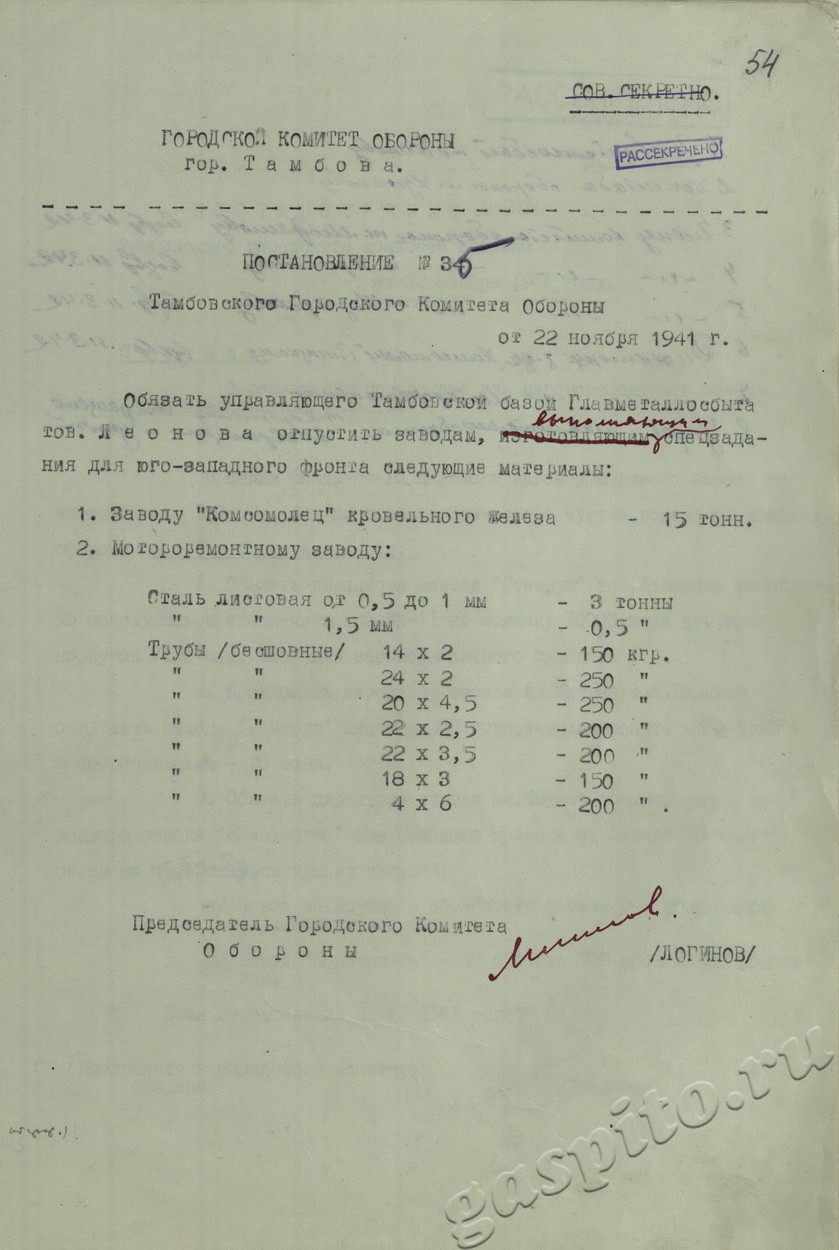 54
СОВ.СЕКРЕТНО.
ГОРОДСКОЙ КОМИТЕТ ОБОРОНЫ
гор. Тамбова.
РАССЕКРЕЧЕНО
ПОСТАНОВЛЕНИЕ № 35
Тамбовского Городского Комитета Обороны
от 22 ноября 1941 г.
Обязать управляющего Тамбовской базой Главметаллосбыта
выполняющим
тов. Леонова отпустить заводам, изготовляющим спецзада-
ния для юго-западного фронта следующие материалы:
1. Заводу "Комсомолец" кровельного железа - 15 тонн.
2. Мотороремонтному заводу:
Сталь листовая от 0,5 до 1 мм - 3 тонны
" " 1,5 мм - 0,5 "
Трубы /бесшовные/ 14 х 2 - 150 кгр.
" " 24 х 2 - 250 "
" " 20 х 4,5 - 250 "
" " 22 х 2,5 - 200 "
" " 22 х 3,5 - 200 "
" " 18 х 3 - 150 "
" " 4 х 6 - 200 " .
Председатель Городского Комитета
Обороны /ЛОГИНОВ/
gaspito.ru